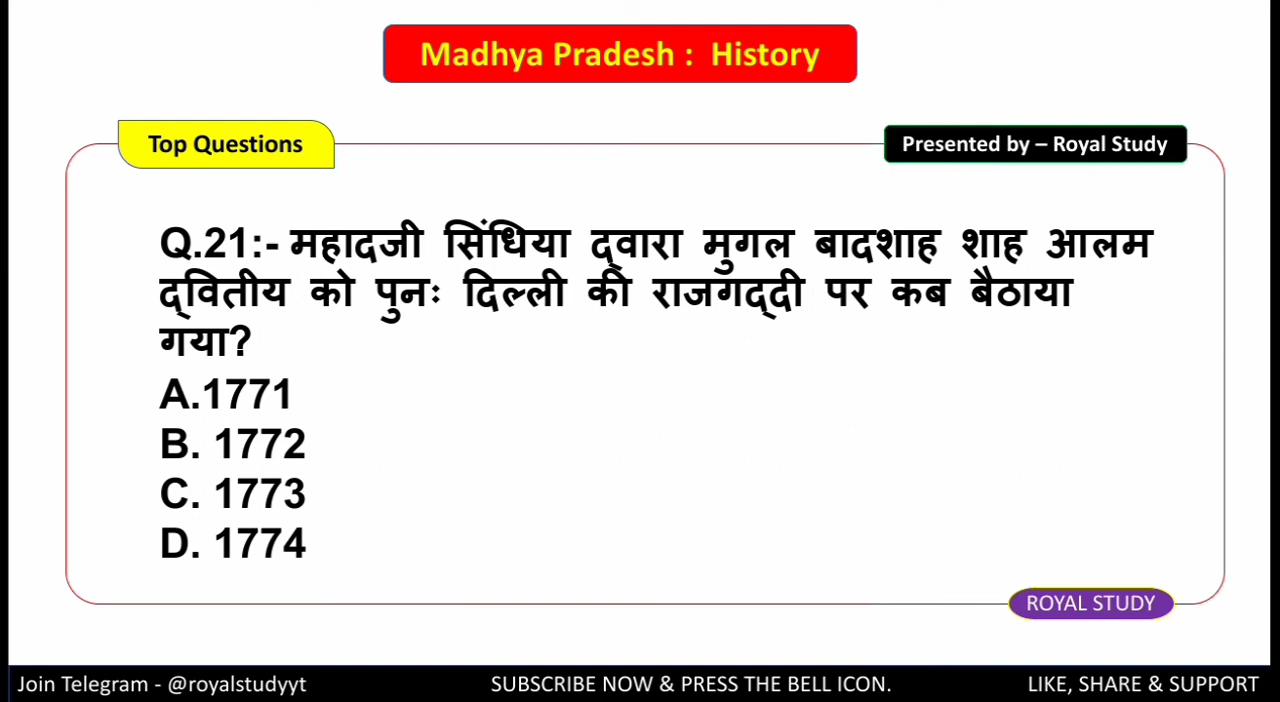 Madhya Pradesh : History
Top Questions
Presented by – Royal Study
Q.21:- महादजी सिंधिया द्वारा मुगल बादशाह शाह आलम
द्वितीय को पुनः दिल्ली की राजगद्दी पर कब बैठाया
गया?
A.1771
B. 1772
C. 1773
D. 1774
ROYAL STUDY
Join Telegram - @royalstudyyt
SUBSCRIBE NOW & PRESS THE BELL ICON.
LIKE, SHARE & SUPPORT